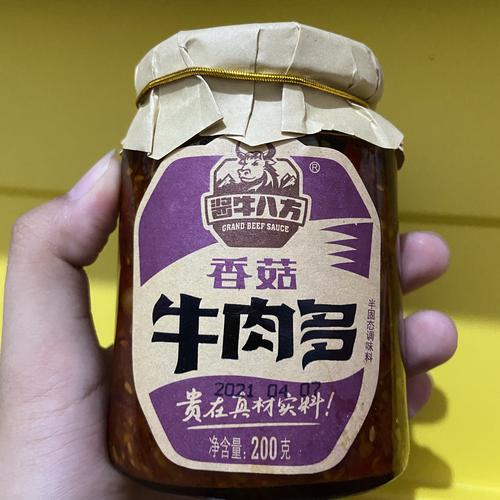 ®
酱牛八方
GRAND BEEF SAUCE
香菇
牛肉多
半固态调味料
2021 04 07
贵在真材实料!
净含量:200克